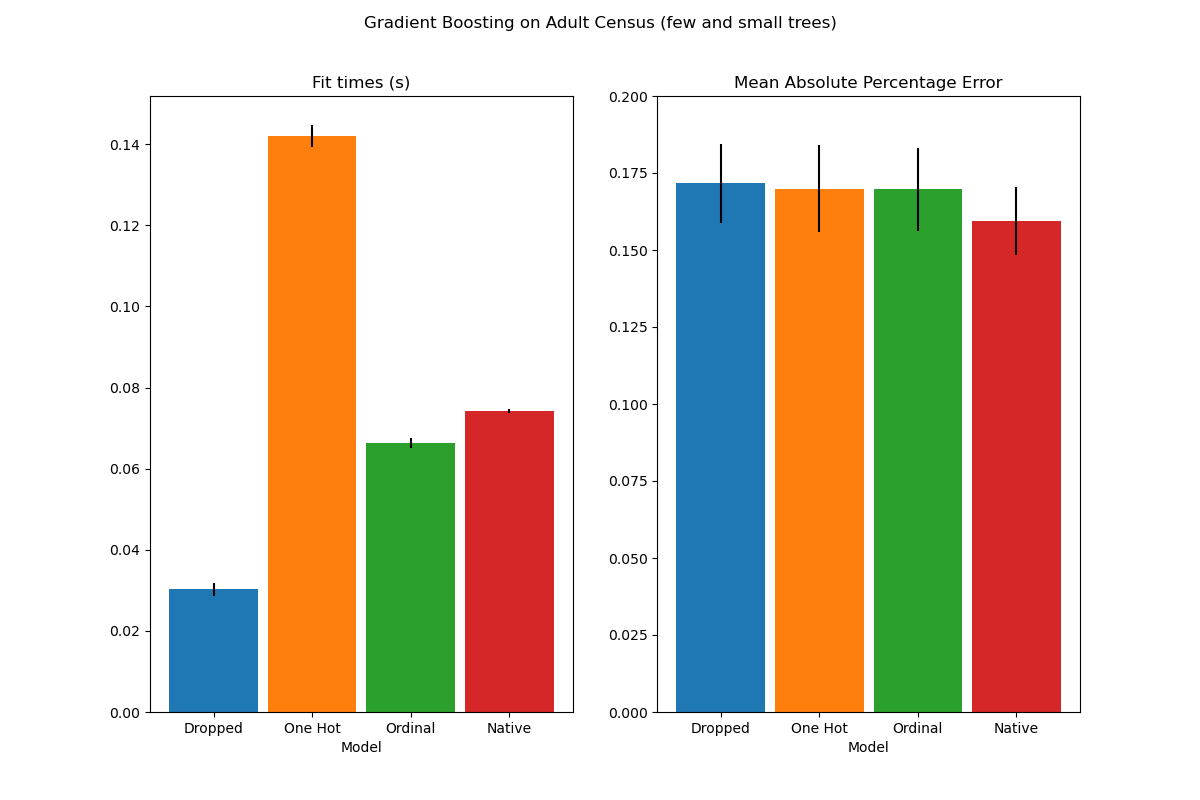 Gradient Boosting on Adult Census (few and small trees)
Fit times (s)
0.14
0.12
0.10
0.08
0.06
0.04
0.02
0.00
Dropped One Hot Ordinal Native
Model
Mean Absolute Percentage Error
0.200
0.175
0.150
0.125
0.100
0.075
0.050
0.025
0.000
Dropped One Hot Ordinal Native
Model